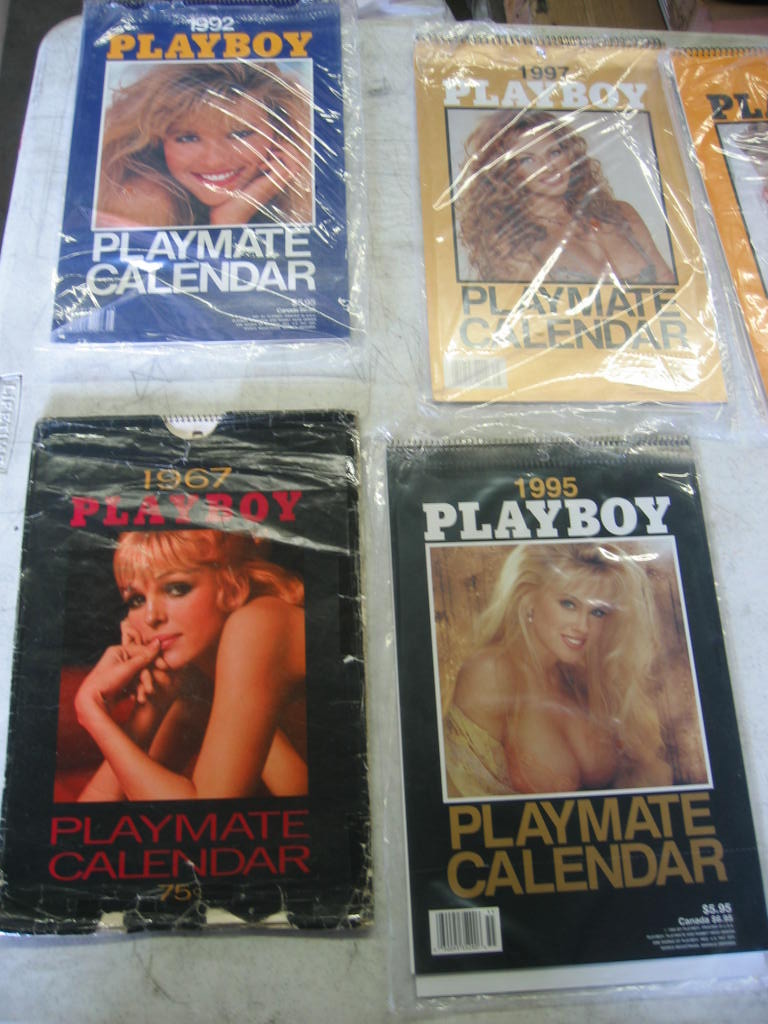 1992
PLAYBOY
PLAYMATE
CALENDAR
$5.95
1997
PLAYBOY
PLAYMATE
CALENDAR
1967
PLAYBOY
PLAYMATE
CALENDAR
75¢
1995
PLAYBOY
PLAYMATE
CALENDAR
$5.95
Canada $6.95